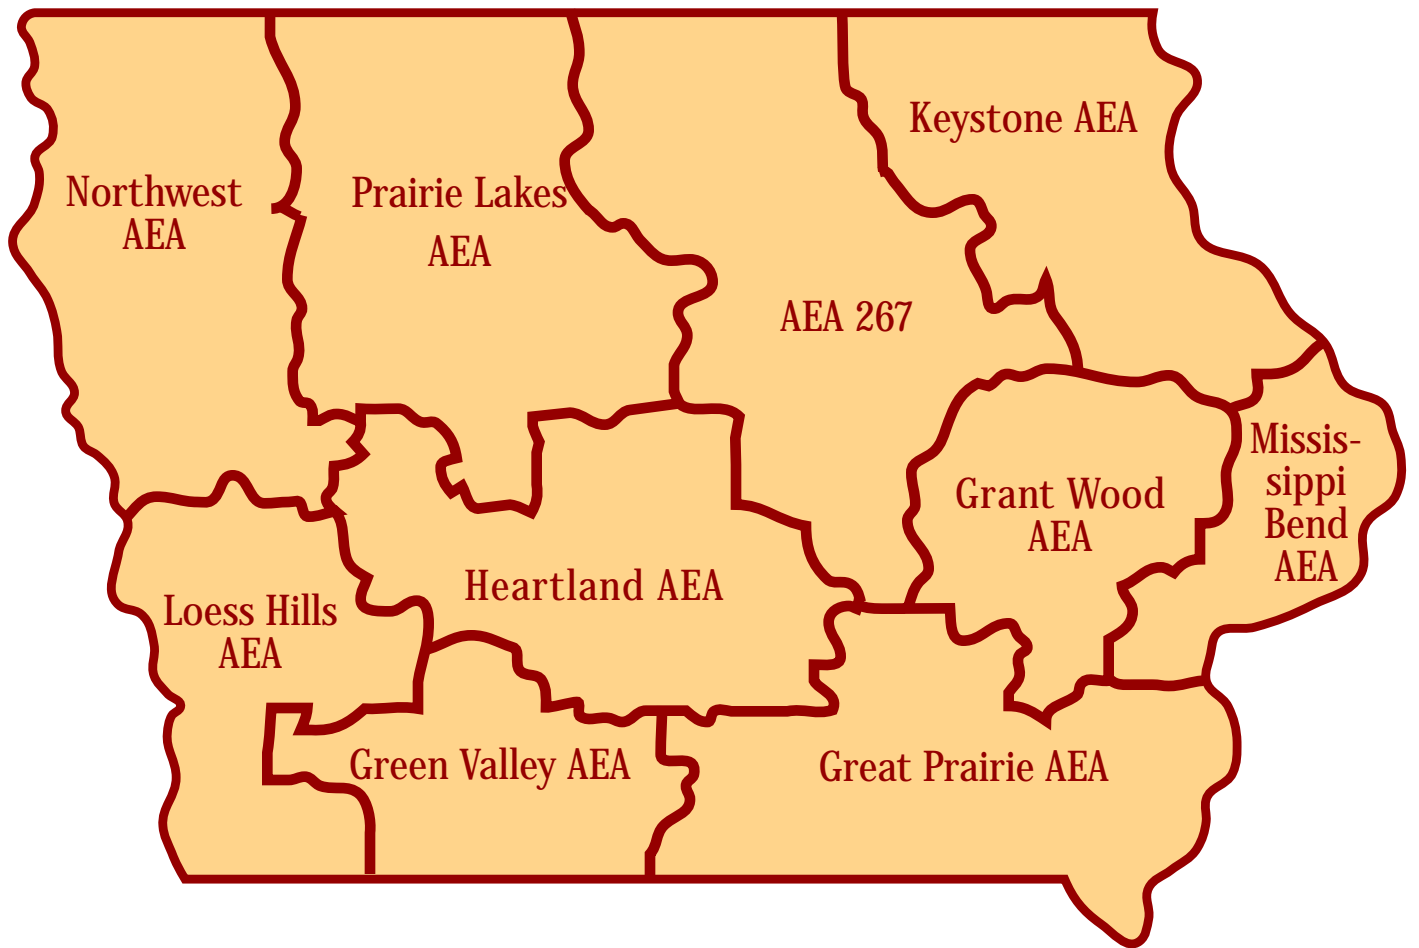 Keystone AEA
Northwest
AEA
Prairie Lakes
AEA
AEA 267
Missis-
sippi
Bend
AEA
Grant Wood
AEA
Heartland AEA
Loess Hills
AEA
Green Valley AEA
Great Prairie AEA